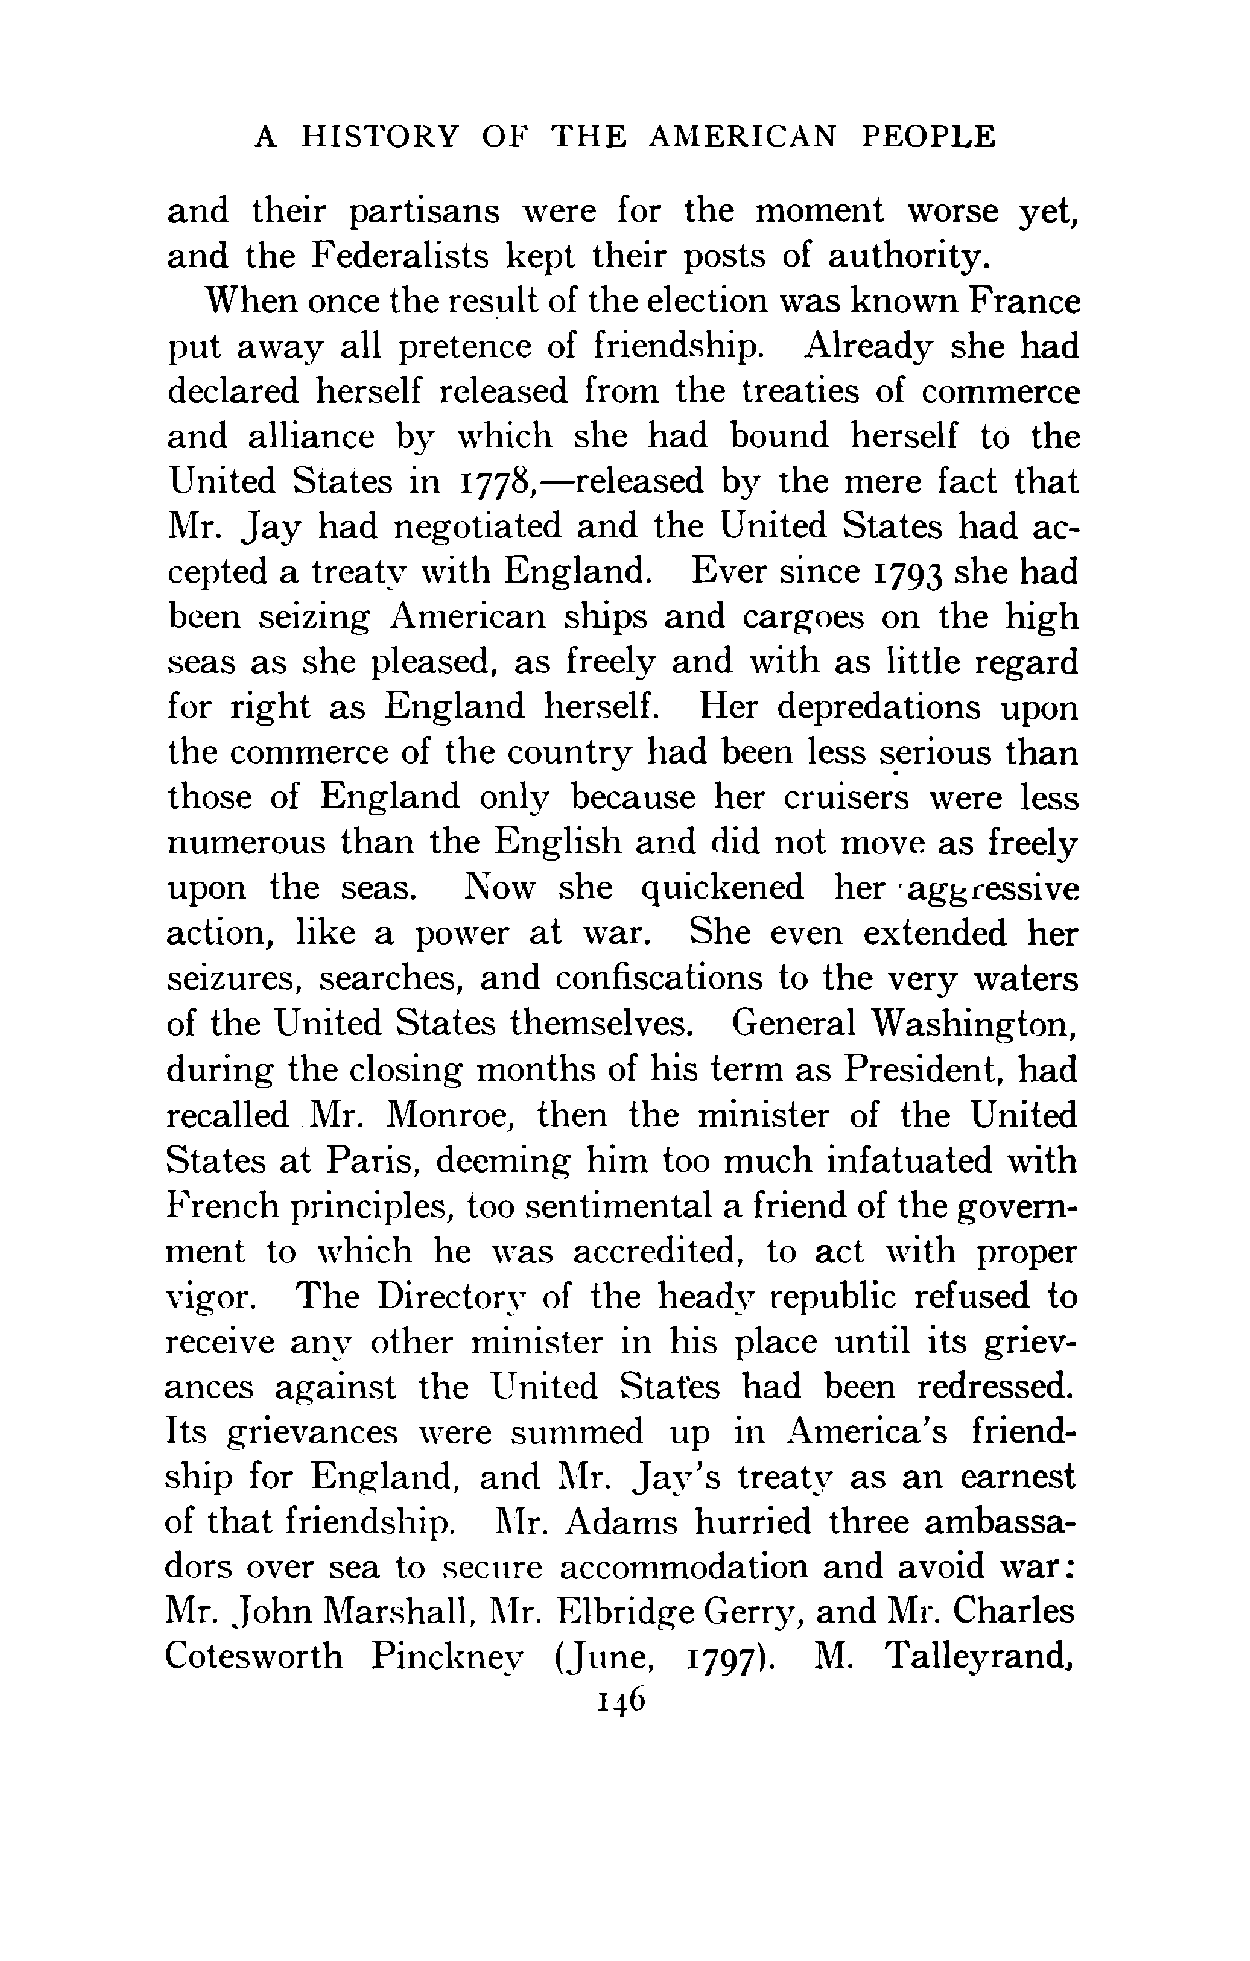 A HISTORY OF THE AMERICAN PEOPLE
and their partisans were for the moment worse yet,
and the Federalists kept their posts of authority.
When once the result of the election was known France
put away all pretence of friendship. Already she had
declared herself released from the treaties of commerce
and alliance by which she had bound herself to the
United States in 1778,—released by the mere fact that
Mr. Jay had negotiated and the United States had ac-
cepted a treaty with England. Ever since 1793 she had
been seizing American ships and cargoes on the high
seas as she pleased, as freely and with as little regard
for right as England herself. Her depredations upon
the commerce of the country had been less serious than
those of England only because her cruisers were less
numerous than the English and did not move as freely
upon the seas. Now she quickened her aggressive
action, like a power at war. She even extended her
seizures, searches, and confiscations to the very waters
of the United States themselves. General Washington,
during the closing months of his term as President, had
recalled Mr. Monroe, then the minister of the United
States at Paris, deeming him too much infatuated with
French principles, too sentimental a friend of the govern-
ment to which he was accredited, to act with proper
vigor. The Directory of the heady republic refused to
receive any other minister in his place until its griev-
ances against the United States had been redressed.
Its grievances were summed up in America's friend-
ship for England, and Mr. Jay's treaty as an earnest
of that friendship. Mr. Adams hurried three ambassa-
dors over sea to secure accommodation and avoid war:
Mr. John Marshall, Mr. Elbridge Gerry, and Mr. Charles
Cotesworth Pinckney (June, 1797). M. Talleyrand,
146